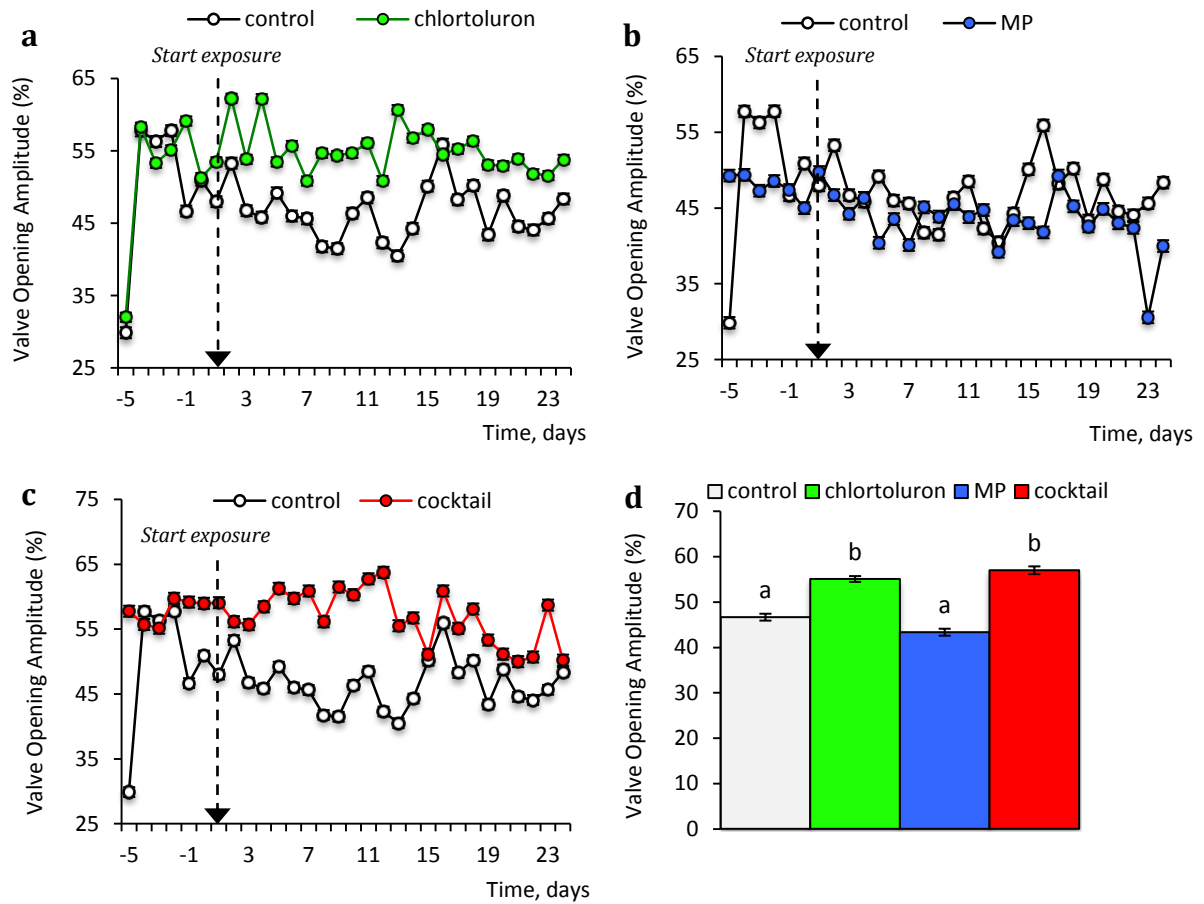 a
control chlortoluron
Start exposure
Valve Opening Amplitude (%)
65
55
45
35
25
-5 -1 3 7 11 15 19 23
Time, days
b
control MP
Start exposure
Valve Opening Amplitude (%)
65
55
45
35
25
-5 -1 3 7 11 15 19 23
Time, days
c
control cocktail
Start exposure
Valve Opening Amplitude (%)
75
65
55
45
35
25
-5 -1 3 7 11 15 19 23
Time, days
d
control chlortoluron MP cocktail
Valve Opening Amplitude (%)
70
60
50
40
30
20
10
0
a b a b